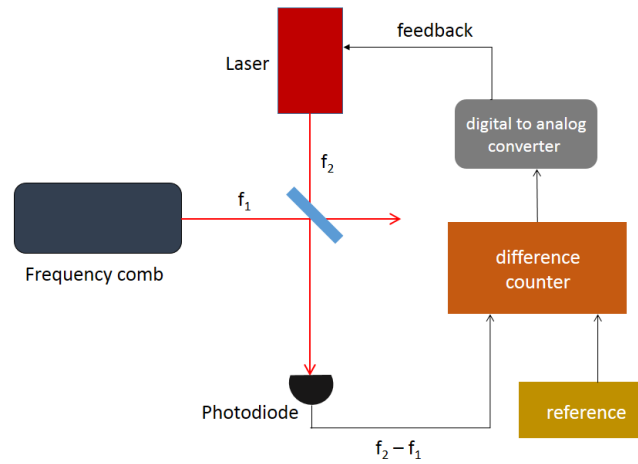 feedback
Laser
digital to analog
converter
f₂
f₁
difference
counter
Frequency comb
Photodiode
reference
f₂ – f₁